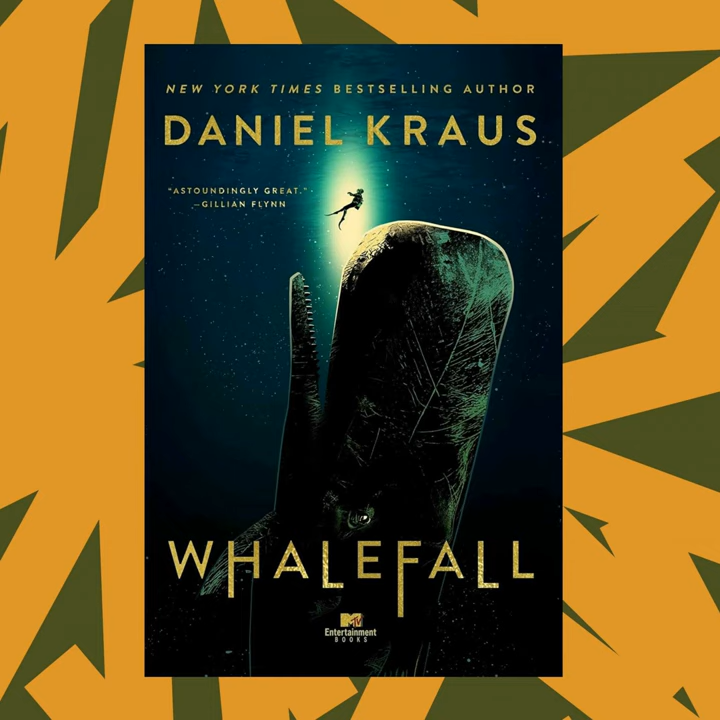 NEW YORK TIMES BESTSELLING AUTHOR
DANIEL KRAUS
"ASTOUNDINGLY GREAT."
—GILLIAN FLYNN
WHALEFALL
MTV
Entertainment
BOOKS